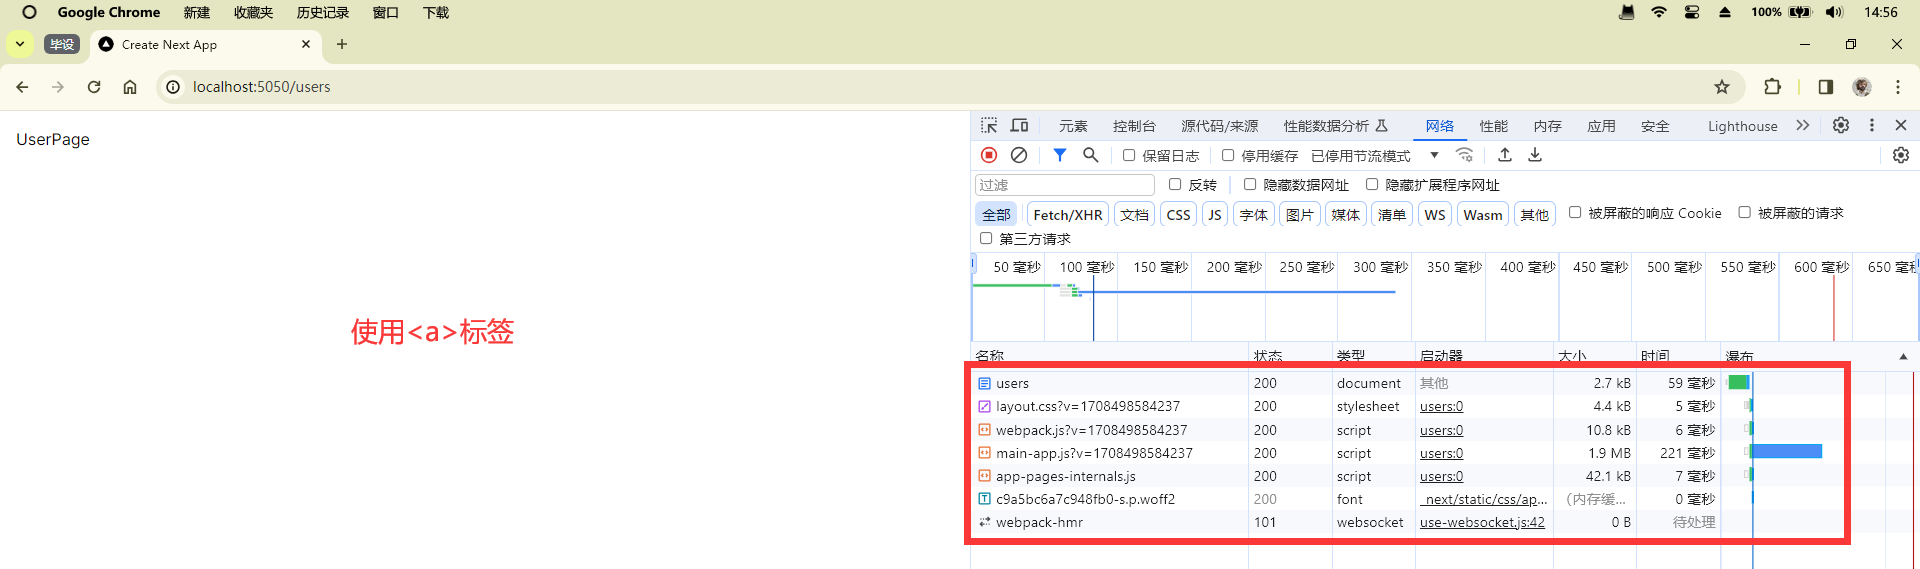 Google Chrome 新建 收藏夹 历史记录 窗口 下载 100% 14:56
毕设 Create Next App
localhost:5050/users
UserPage
使用<a>标签
元素 控制台 源代码/来源 性能数据分析 网络 性能 内存 应用 安全 Lighthouse
保留日志 停用缓存 已停用节流模式
过滤 反转 隐藏数据网址 隐藏扩展程序网址
全部 Fetch/XHR 文档 CSS JS 字体 图片 媒体 清单 WS Wasm 其他 被屏蔽的响应 Cookie 被屏蔽的请求
第三方请求
50 毫秒 100 毫秒 150 毫秒 200 毫秒 250 毫秒 300 毫秒 350 毫秒 400 毫秒 450 毫秒 500 毫秒 550 毫秒 600 毫秒 650
名称 状态 类型 启动器 大小 时间 瀑布
users 200 document 其他 2.7 kB 59 毫秒
layout.css?v=1708498584237 200 stylesheet users:0 4.4 kB 5 毫秒
webpack.js?v=1708498584237 200 script users:0 10.8 kB 6 毫秒
main-app.js?v=1708498584237 200 script users:0 1.9 MB 221 毫秒
app-pages-internals.js 200 script users:0 42.1 kB 7 毫秒
c9a5bc6a7c948fb0-s.p.woff2 200 font _next/static/css/ap... (内存缓... 0 毫秒
webpack-hmr 101 websocket use-websocket.js:42 0 B 待处理